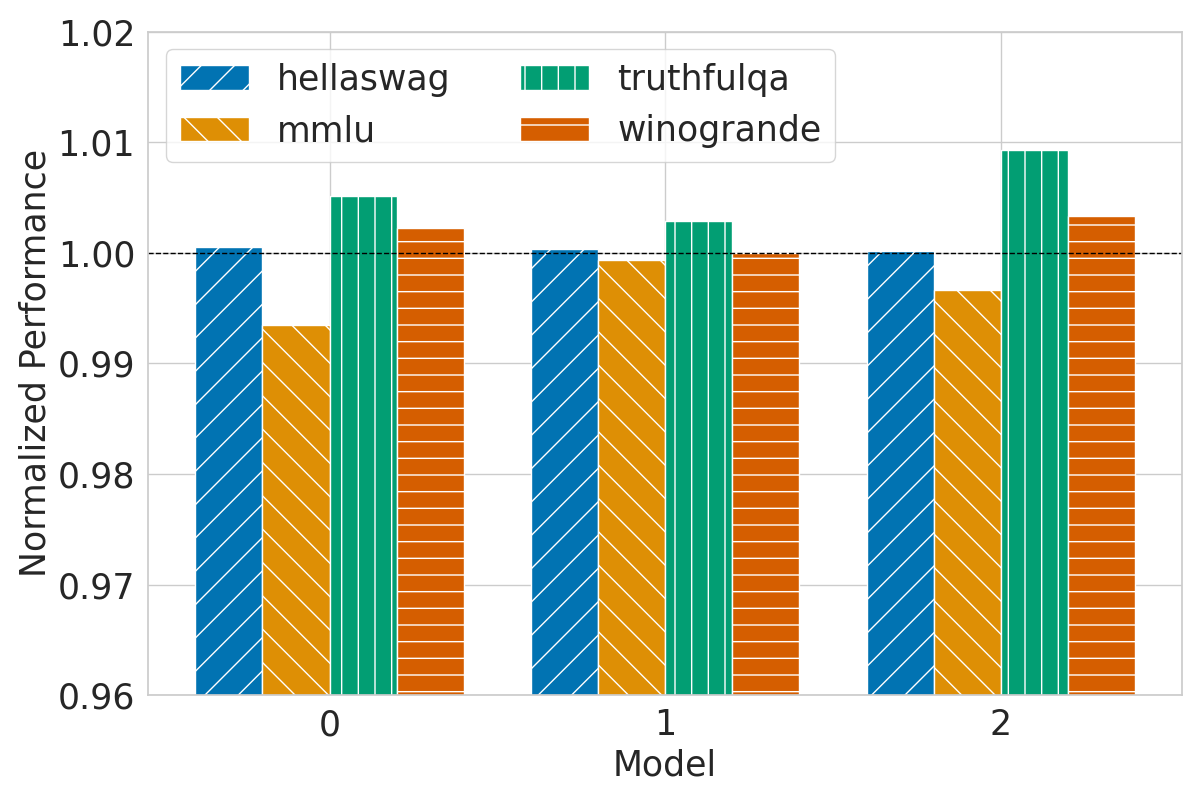 1.02
1.01
1.00
0.99
0.98
0.97
0.96
Normalized Performance
hellaswag
mmlu
truthfulqa
winogrande
0 1 2
Model